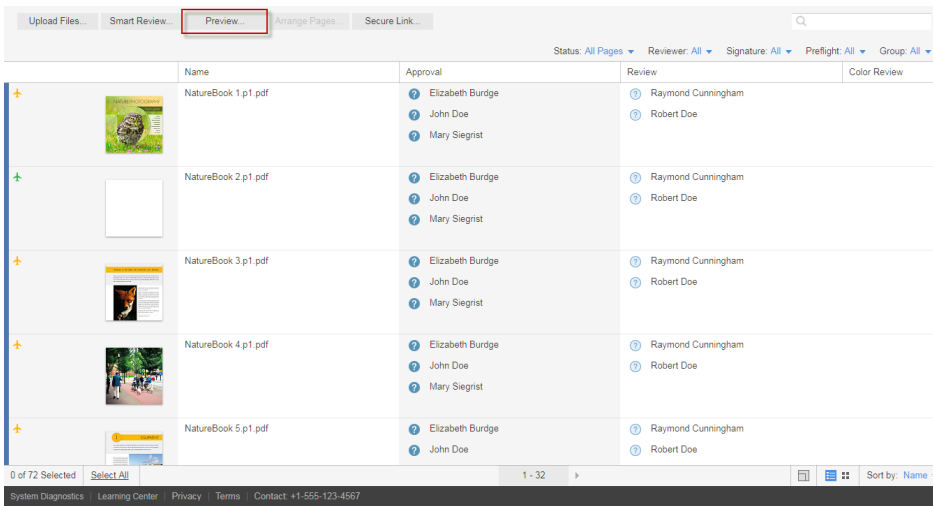 Upload Files... Smart Review... Preview... Arrange Pages... Secure Link...
Status: All Pages Reviewer: All Signature: All Preflight: All Group: All
Name Approval Review Color Review
NatureBook 1.p1.pdf Elizabeth Burdge Raymond Cunningham
NATURE PHOTOGRAPHY
John Doe Robert Doe
Mary Siegrist
NatureBook 2.p1.pdf Elizabeth Burdge Raymond Cunningham
John Doe Robert Doe
Mary Siegrist
NatureBook 3.p1.pdf Elizabeth Burdge Raymond Cunningham
John Doe Robert Doe
Mary Siegrist
NatureBook 4.p1.pdf Elizabeth Burdge Raymond Cunningham
John Doe Robert Doe
Mary Siegrist
NatureBook 5.p1.pdf Elizabeth Burdge Raymond Cunningham
John Doe Robert Doe
0 of 72 Selected Select All 1 - 32 Sort by: Name
System Diagnostics | Learning Center | Privacy | Terms | Contact: +1-555-123-4567